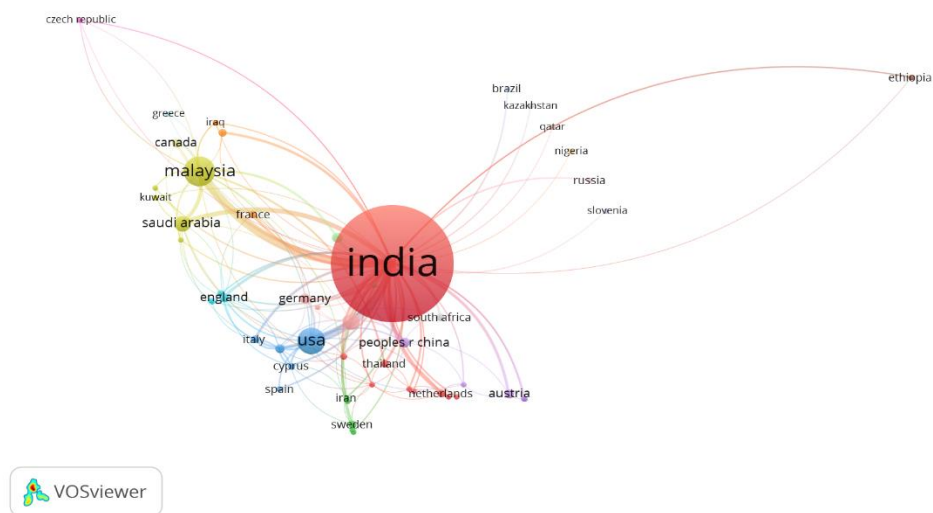 czech republic
ethiopia
brazil
kazakhstan
greece
iraq
qatar
canada
nigeria
malaysia
russia
kuwait
france
slovenia
saudi arabia
india
england
germany
south africa
usa
italy
peoples r china
cyprus
thailand
spain
iran
netherlands
austria
sweden
VOSviewer